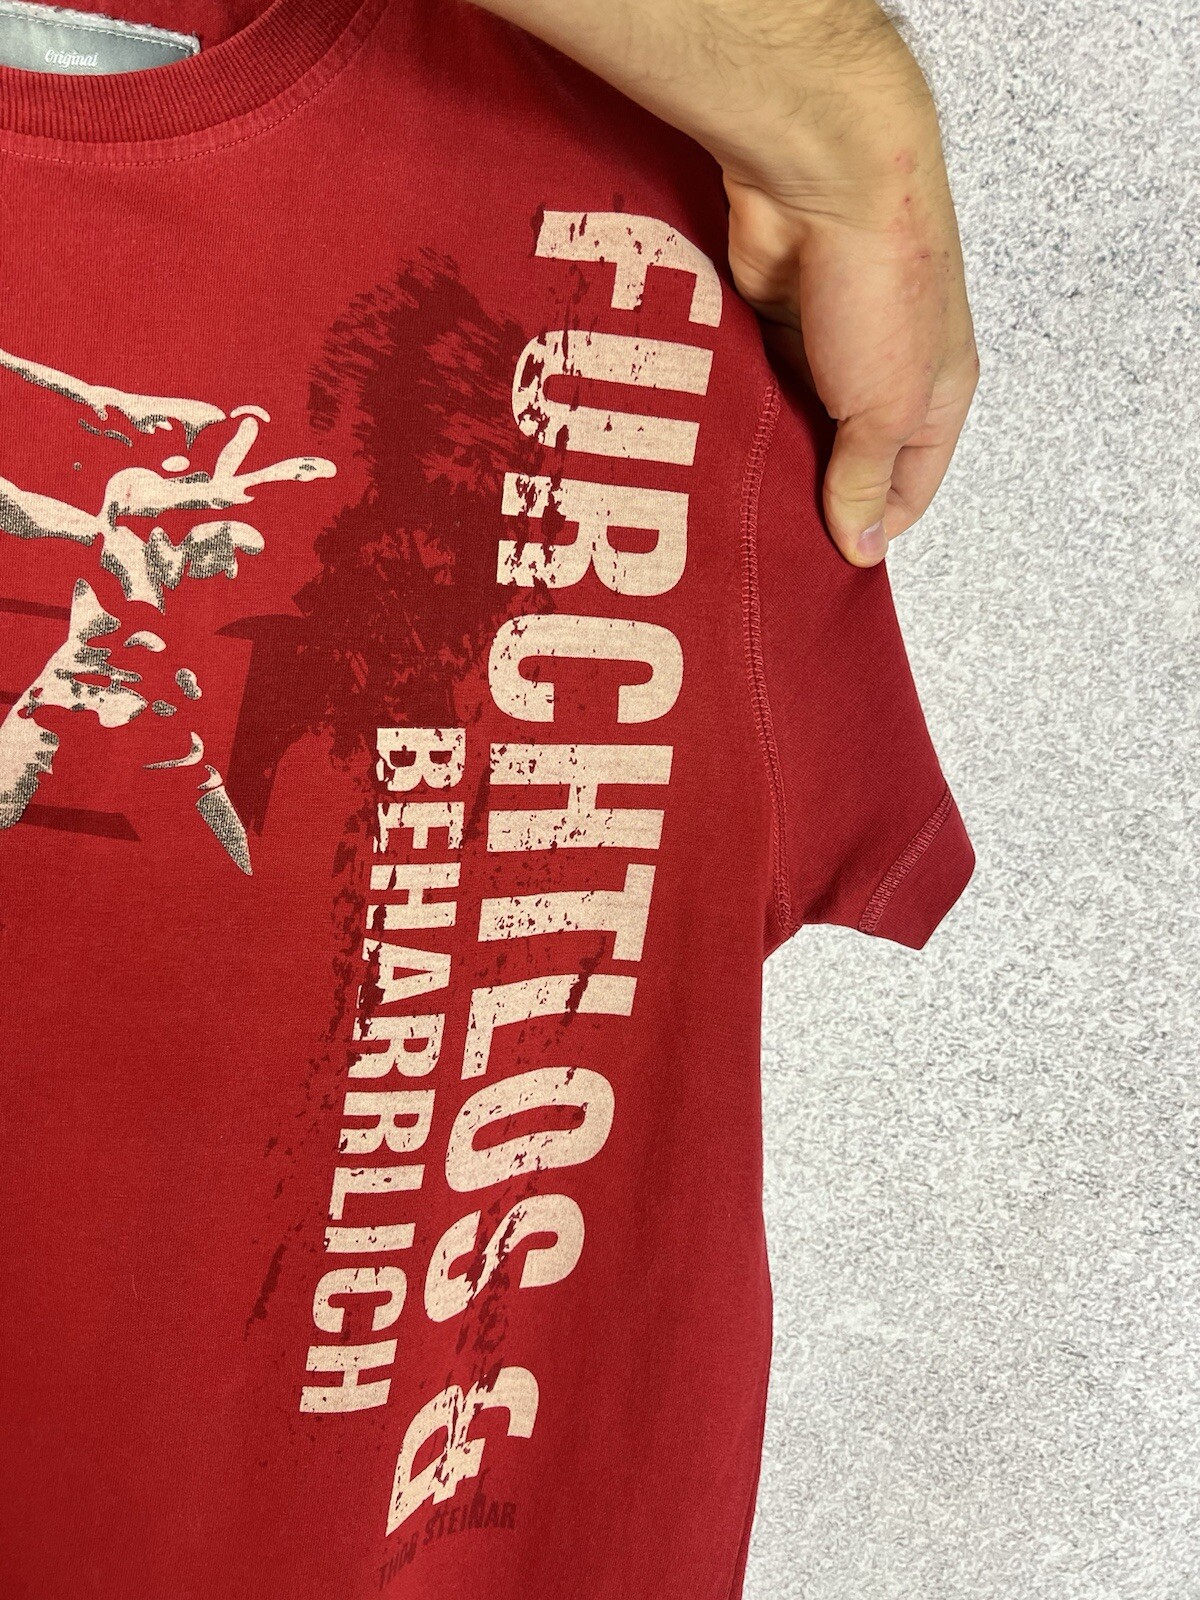 Original
FURCHTLOS &
BEHARRLICH
THOR STEINAR